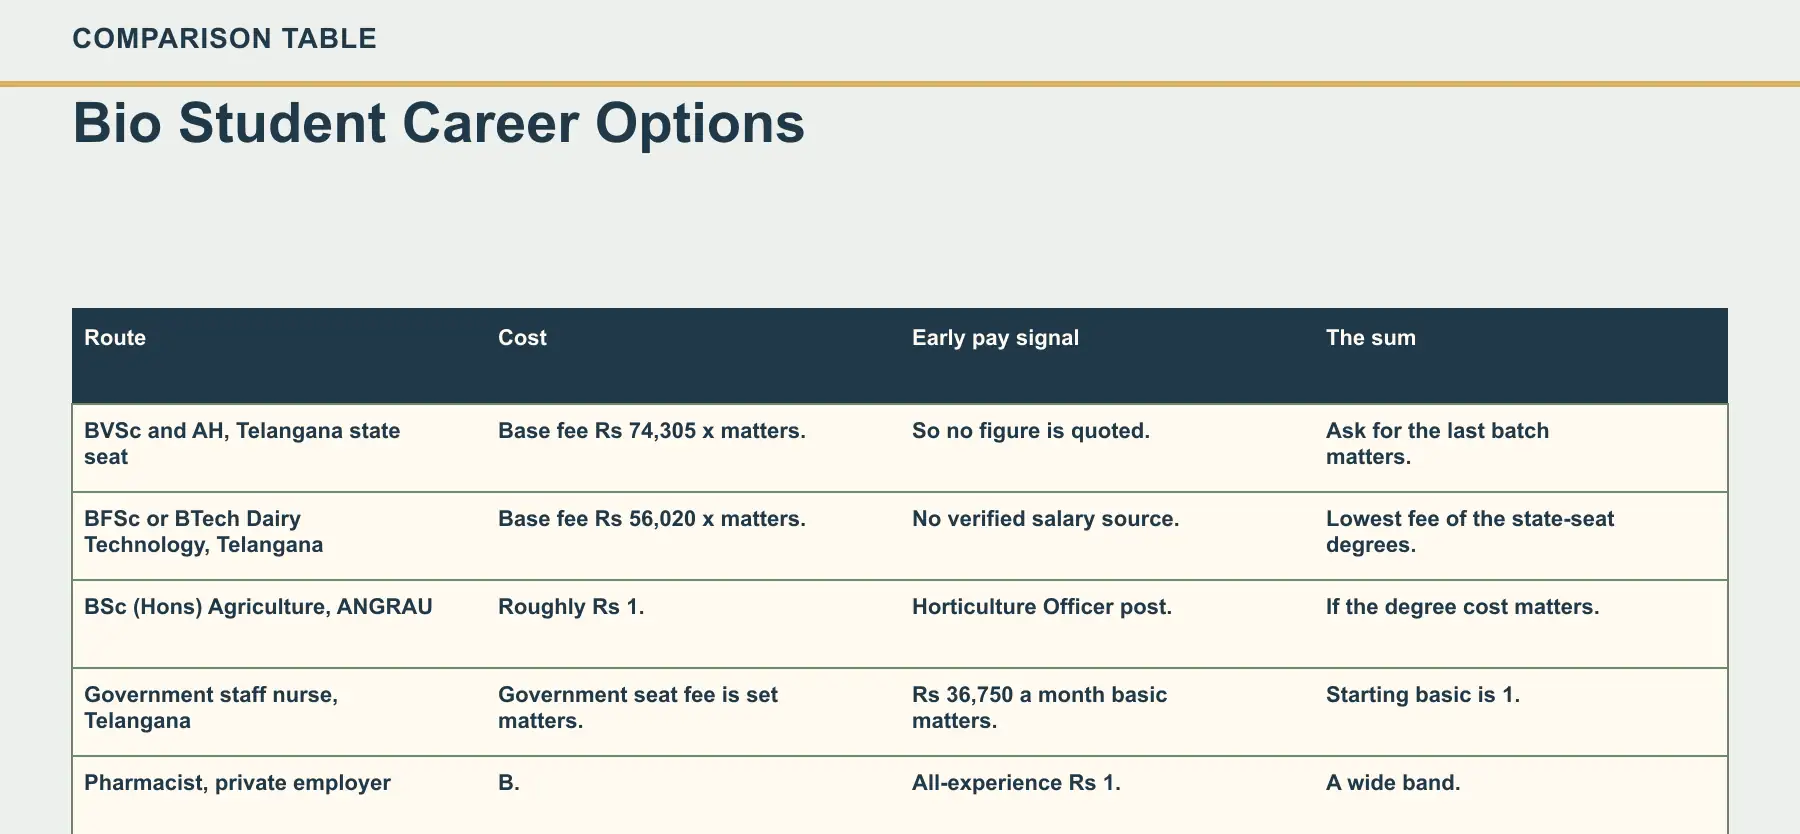 COMPARISON TABLE
Bio Student Career Options
Route Cost Early pay signal The sum
BVSc and AH, Telangana state seat Base fee Rs 74,305 x matters. So no figure is quoted. Ask for the last batch matters.
BFSc or BTech Dairy Technology, Telangana Base fee Rs 56,020 x matters. No verified salary source. Lowest fee of the state-seat degrees.
BSc (Hons) Agriculture, ANGRAU Roughly Rs 1. Horticulture Officer post. If the degree cost matters.
Government staff nurse, Telangana Government seat fee is set matters. Rs 36,750 a month basic matters. Starting basic is 1.
Pharmacist, private employer B. All-experience Rs 1. A wide band.